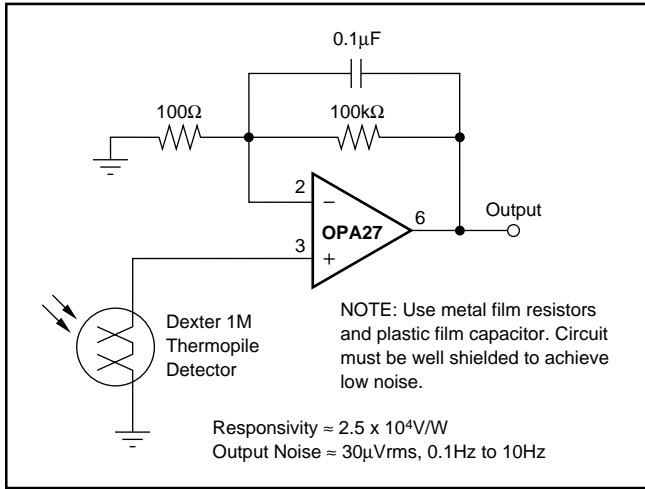 0.1μF
100Ω
100kΩ
2
–
6
Output
OPA27
3
+
Dexter 1M
Thermopile
Detector
NOTE: Use metal film resistors
and plastic film capacitor. Circuit
must be well shielded to achieve
low noise.
Responsivity ≈ 2.5 x 10⁴V/W
Output Noise ≈ 30μVrms, 0.1Hz to 10Hz